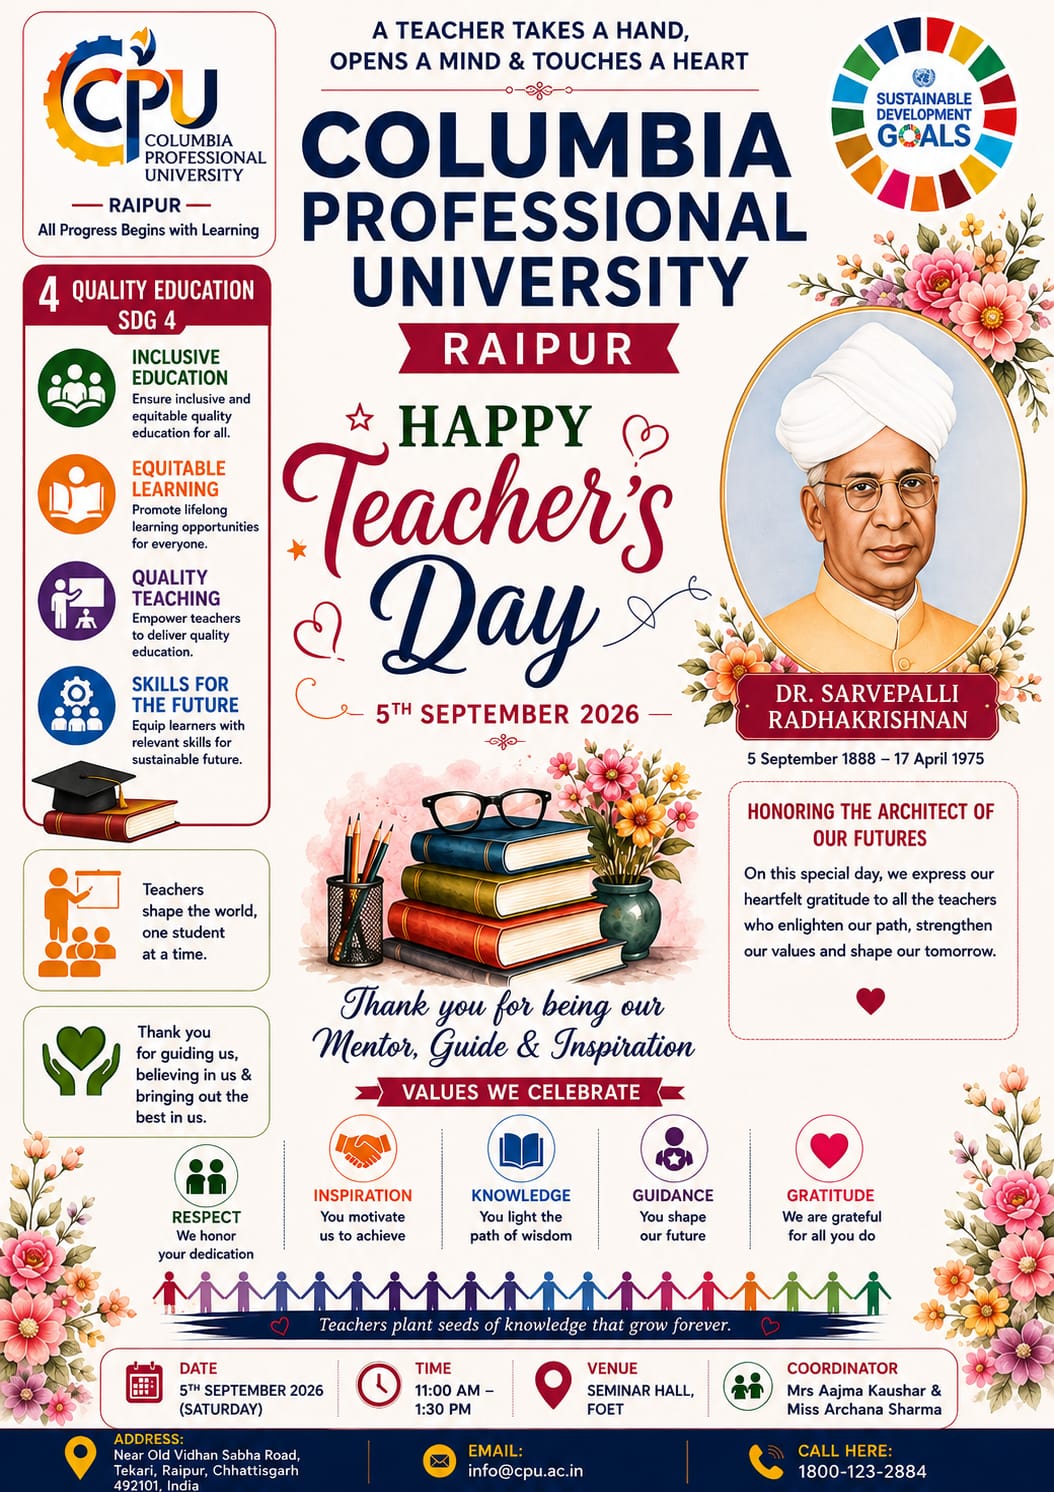 CPU
COLUMBIA
PROFESSIONAL
UNIVERSITY
RAIPUR
All Progress Begins with Learning
A TEACHER TAKES A HAND,
OPENS A MIND & TOUCHES A HEART
COLUMBIA
PROFESSIONAL
UNIVERSITY
RAIPUR
SUSTAINABLE
DEVELOPMENT
GOALS
4 QUALITY EDUCATION
SDG 4
INCLUSIVE
EDUCATION
Ensure inclusive and
equitable quality
education for all.
EQUITABLE
LEARNING
Promote lifelong
learning opportunities
for everyone.
QUALITY
TEACHING
Empower teachers
to deliver quality
education.
SKILLS FOR
THE FUTURE
Equip learners with
relevant skills for
sustainable future.
Teachers
shape the world,
one student
at a time.
Thank you
for guiding us,
believing in us &
bringing out the
best in us.
HAPPY
Teacher's
Day
5TH SEPTEMBER 2026
DR. SARVEPALLI
RADHAKRISHNAN
5 September 1888 – 17 April 1975
HONORING THE ARCHITECT OF
OUR FUTURES
On this special day, we express our
heartfelt gratitude to all the teachers
who enlighten our path, strengthen
our values and shape our tomorrow.
Thank you for being our
Mentor, Guide & Inspiration
VALUES WE CELEBRATE
RESPECT
We honor
your dedication
INSPIRATION
You motivate
us to achieve
KNOWLEDGE
You light the
path of wisdom
GUIDANCE
You shape
our future
GRATITUDE
We are grateful
for all you do
Teachers plant seeds of knowledge that grow forever.
DATE
5TH SEPTEMBER 2026
(SATURDAY)
TIME
11:00 AM –
1:30 PM
VENUE
SEMINAR HALL,
FOET
COORDINATOR
Mrs Aajma Kaushar &
Miss Archana Sharma
ADDRESS:
Near Old Vidhan Sabha Road,
Tekari, Raipur, Chhattisgarh
492101, India
EMAIL:
info@cpu.ac.in
CALL HERE:
1800-123-2884